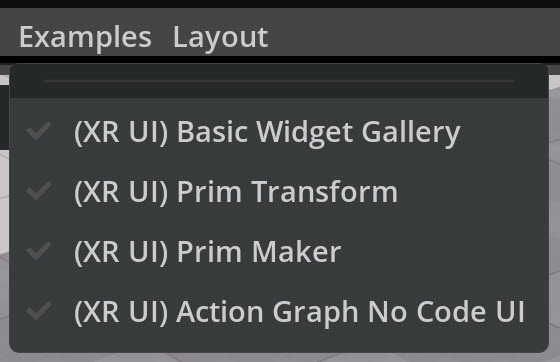 Examples Layout
(XR UI) Basic Widget Gallery
(XR UI) Prim Transform
(XR UI) Prim Maker
(XR UI) Action Graph No Code UI